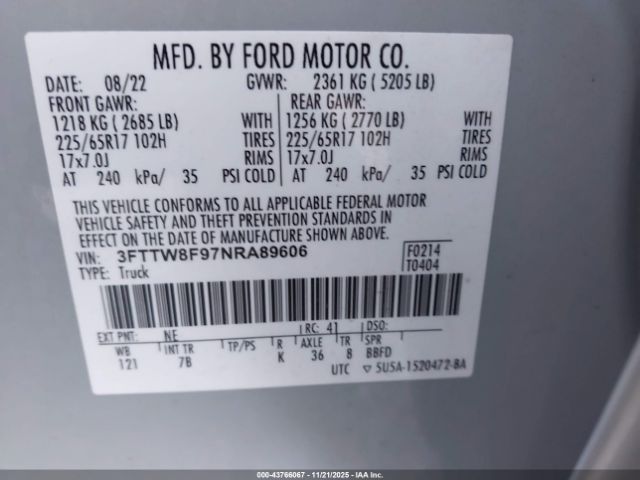 MFD. BY FORD MOTOR CO.
DATE: 08/22 GVWR: 2361 KG ( 5205 LB)
FRONT GAWR: REAR GAWR:
1218 KG ( 2685 LB) WITH 1256 KG ( 2770 LB) WITH
225/65R17 102H TIRES 225/65R17 102H TIRES
17x7.0J RIMS 17x7.0J RIMS
AT 240 kPa/ 35 PSI COLD AT 240 kPa/ 35 PSI COLD
THIS VEHICLE CONFORMS TO ALL APPLICABLE FEDERAL MOTOR
VEHICLE SAFETY AND THEFT PREVENTION STANDARDS IN
EFFECT ON THE DATE OF MANUFACTURE SHOWN ABOVE.
VIN: 3FTTW8F97NRA89606 F0214
TYPE: Truck T0404
EXT PNT: NE RC: 41 DSO:
WB INT TR TP/PS R AXLE TR SPR
121 7B K 36 8 BBFD
UTC ▽ 5U5A-1520472-BA
000-43766067 - 11/21/2025 - IAA Inc.